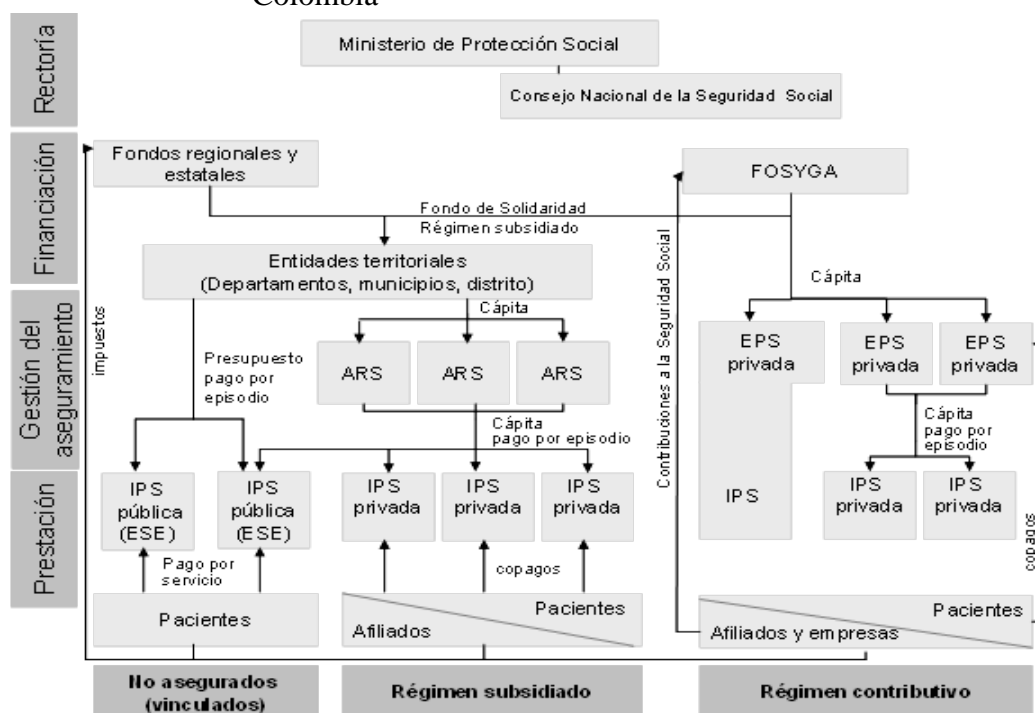 Colombia
Rectoría
Ministerio de Protección Social
Consejo Nacional de la Seguridad Social
Financiación
Fondos regionales y
estatales
FOSYGA
Fondo de Solidaridad
Régimen subsidiado
Entidades territoriales
(Departamentos, municipios, distrito)
Cápita
Cápita
Gestión del
aseguramiento
impuestos
Presupuesto
pago por
episodio
ARS
ARS
ARS
Contribuciones a la Seguridad Social
EPS
privada
EPS
privada
EPS
privada
Cápita
pago por episodio
Cápita
pago por
episodio
Prestación
IPS
pública
(ESE)
IPS
pública
(ESE)
IPS
privada
IPS
privada
IPS
privada
IPS
IPS
privada
IPS
privada
copagos
Pago por
servicio
copagos
Pacientes
Pacientes
Afiliados
Pacientes
Afiliados y empresas
No asegurados
(vinculados)
Régimen subsidiado
Régimen contributivo